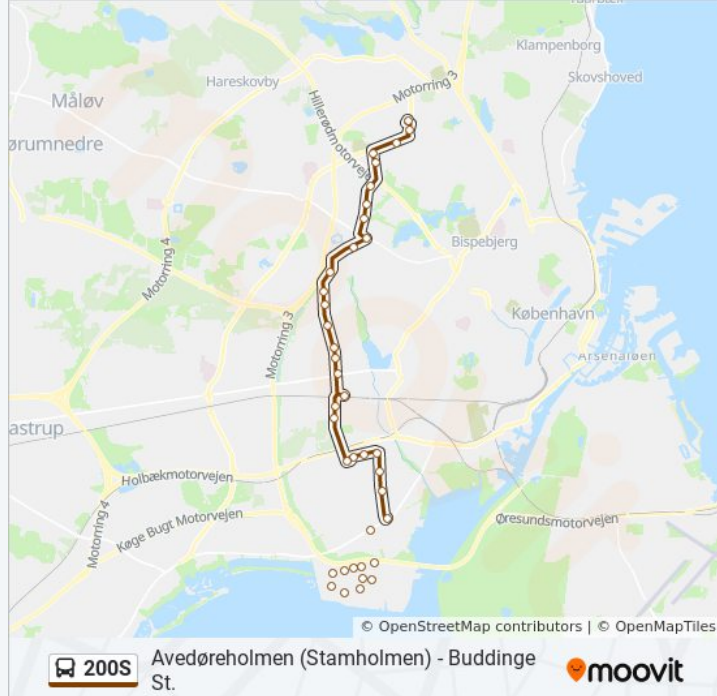 Taarbæk
Klampenborg
Motorring 3
Skovshoved
Hareskovby
Måløv
Hillerødmotorvejen
ørumnedre
Bispebjerg
Motorring 4
København
Motorring 3
Arsenaløen
astrup
Holbækmotorvejen
Motorring 4
Køge Bugt Motorvejen
Øresundsmotorvejen
© OpenStreetMap contributors | © OpenMapTiles
200S
Avedøreholmen (Stamholmen) - Buddinge
St.
moovit